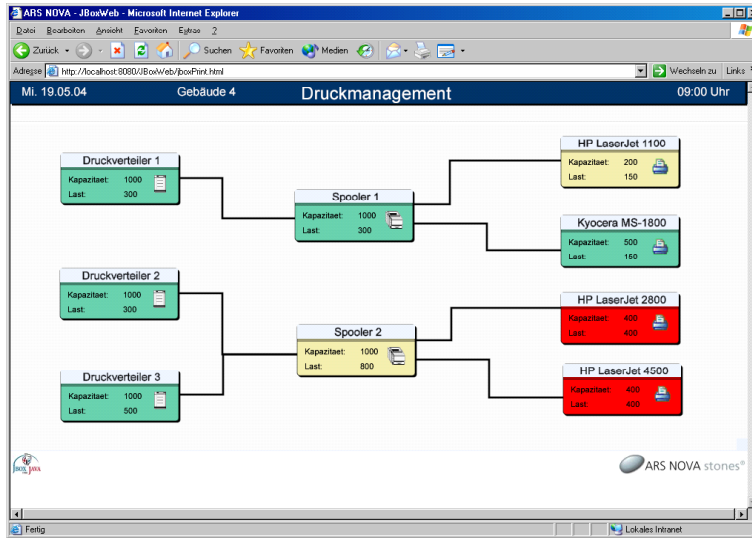 ARS NOVA - JBoxWeb - Microsoft Internet Explorer
Datei Bearbeiten Ansicht Favoriten Extras ?
Zurück Suchen Favoriten Medien
Adresse http://localhost:8080/JBoxWeb/jboxPrint.html Wechseln zu Links
Mi. 19.05.04 Gebäude 4 Druckmanagement 09:00 Uhr
Druckverteiler 1
Kapazitaet: 1000
Last: 300
Druckverteiler 2
Kapazitaet: 1000
Last: 300
Druckverteiler 3
Kapazitaet: 1000
Last: 500
Spooler 1
Kapazitaet: 1000
Last: 300
Spooler 2
Kapazitaet: 1000
Last: 800
HP LaserJet 1100
Kapazitaet: 200
Last: 150
Kyocera MS-1800
Kapazitaet: 500
Last: 150
HP LaserJet 2800
Kapazitaet: 400
Last: 400
HP LaserJet 4500
Kapazitaet: 400
Last: 400
JBOX JAVA
ARS NOVA stones®
Fertig Lokales Intranet